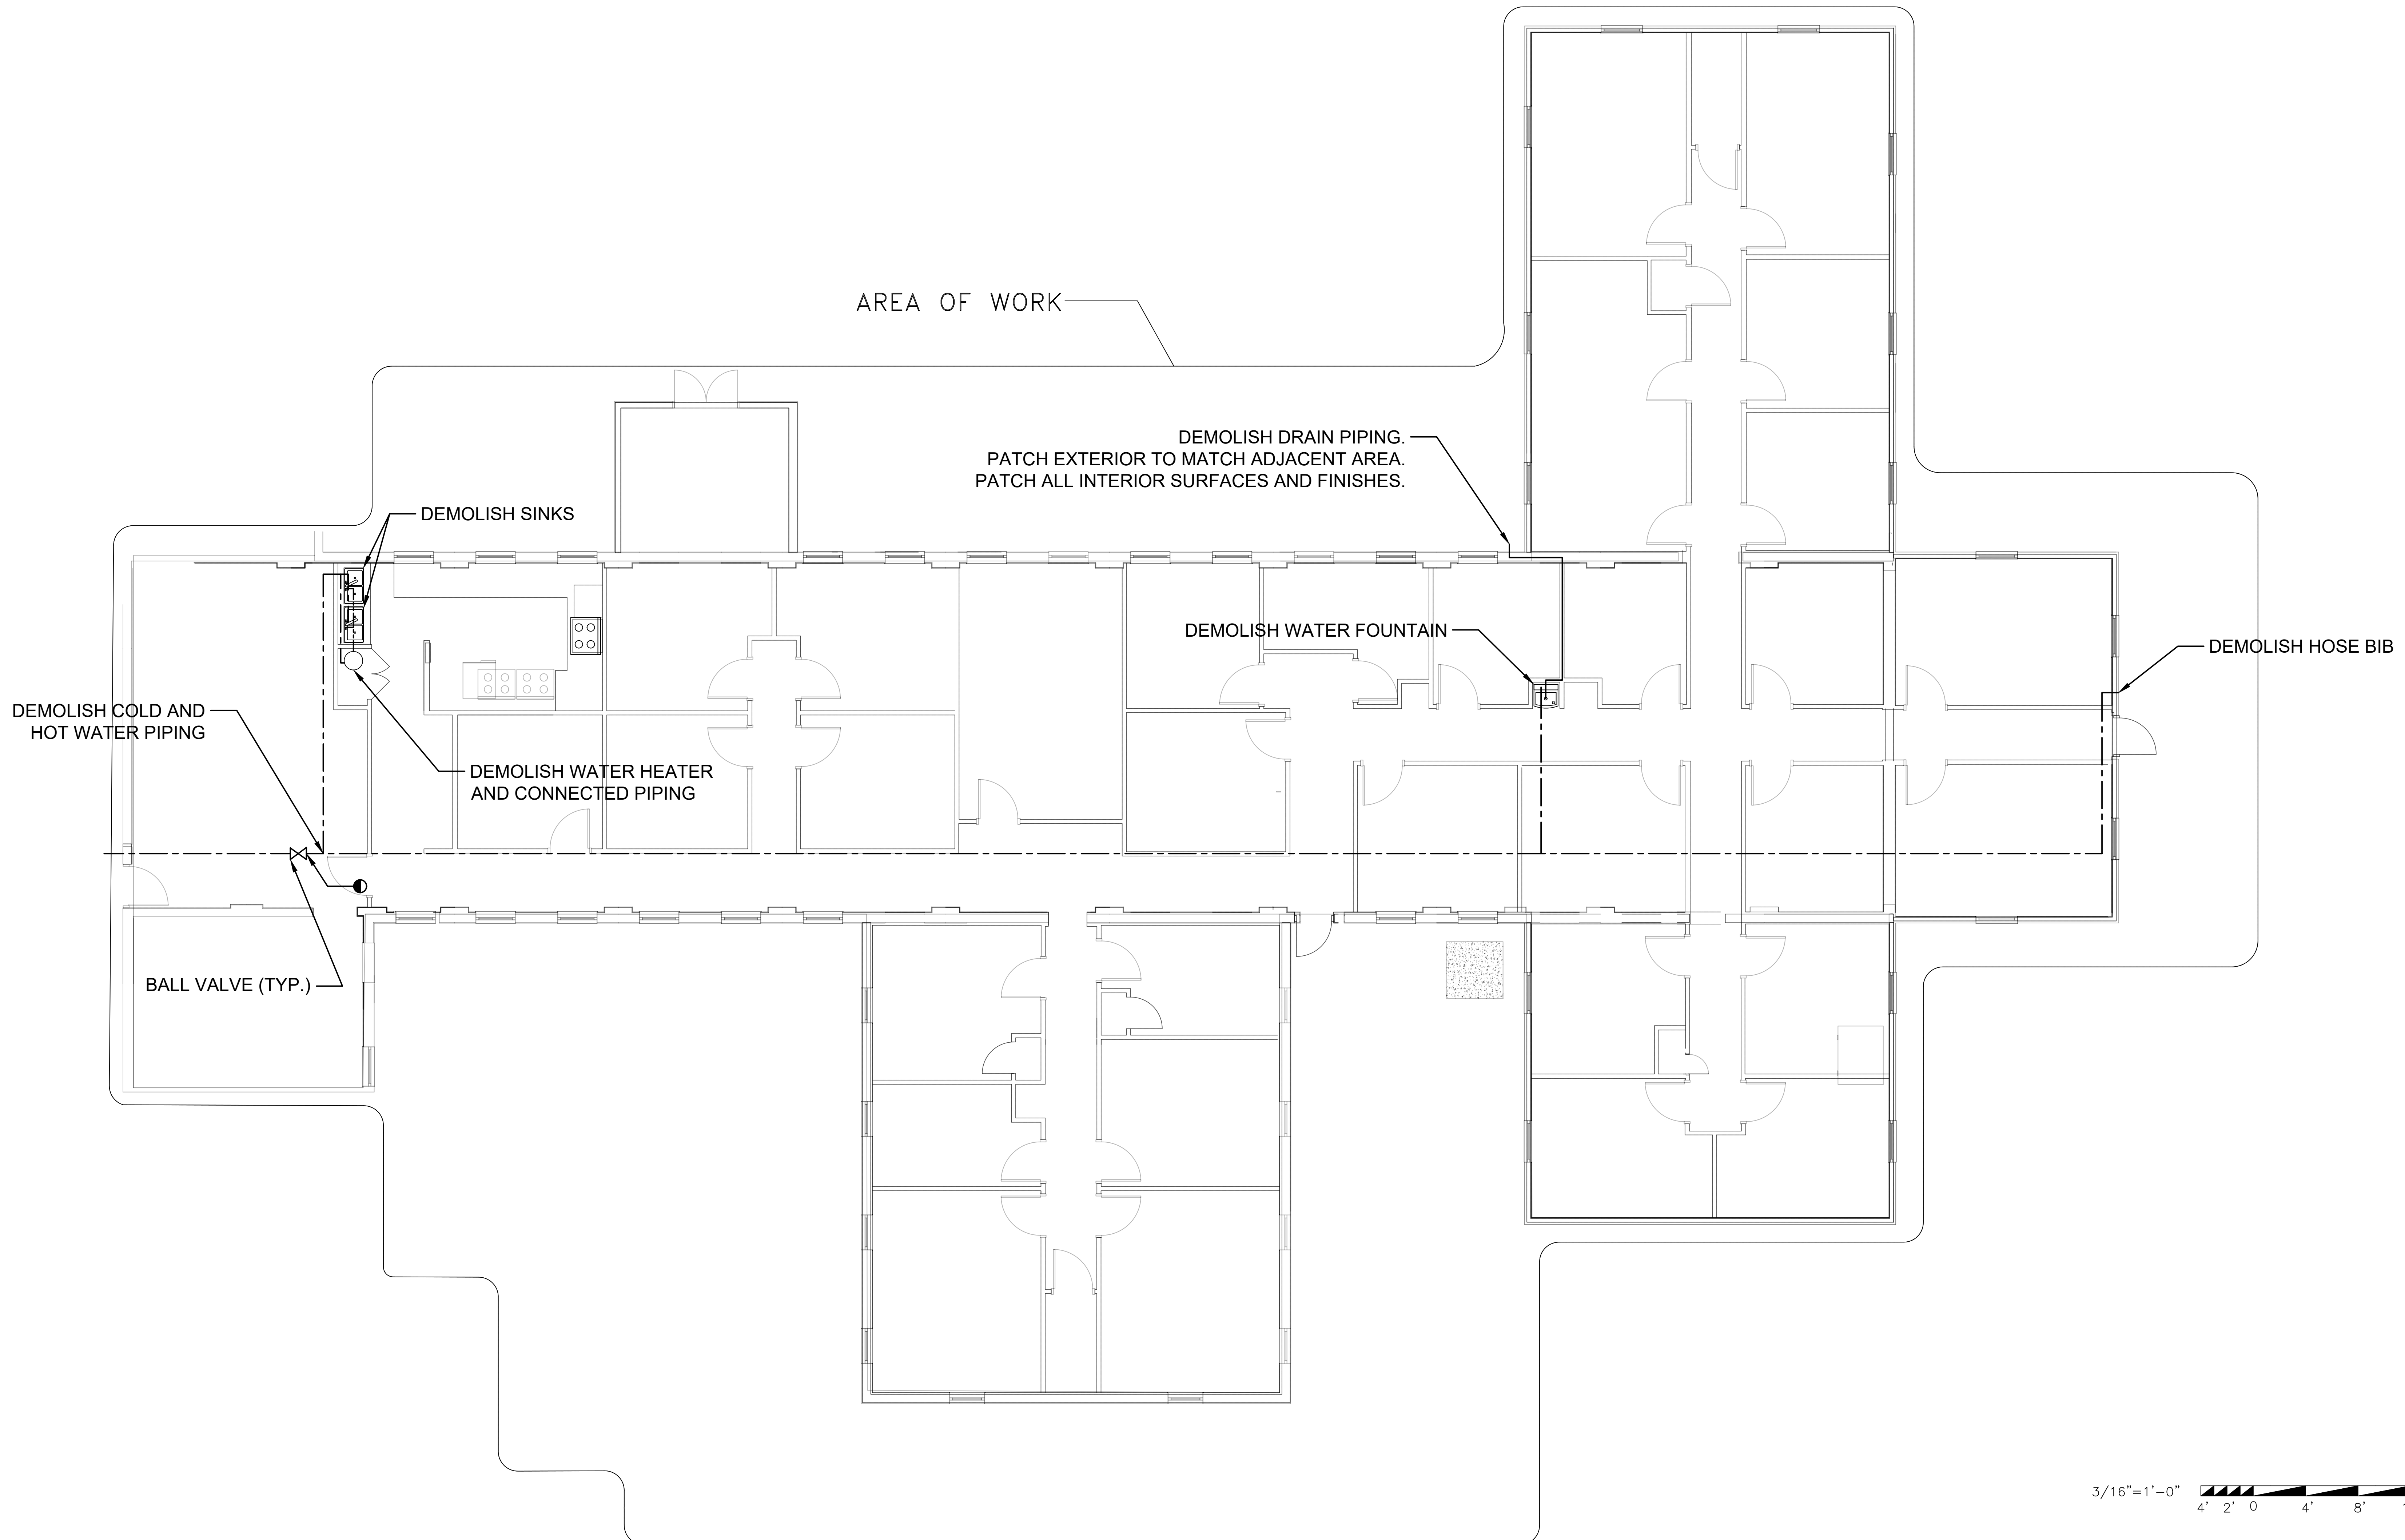 AREA OF WORK
DEMOLISH DRAIN PIPING.
PATCH EXTERIOR TO MATCH ADJACENT AREA.
PATCH ALL INTERIOR SURFACES AND FINISHES.
DEMOLISH SINKS
DEMOLISH WATER FOUNTAIN
DEMOLISH HOSE BIB
DEMOLISH COLD AND
HOT WATER PIPING
DEMOLISH WATER HEATER
AND CONNECTED PIPING
BALL VALVE (TYP.)
3/16"=1'-0"
4' 2' 0 4' 8'